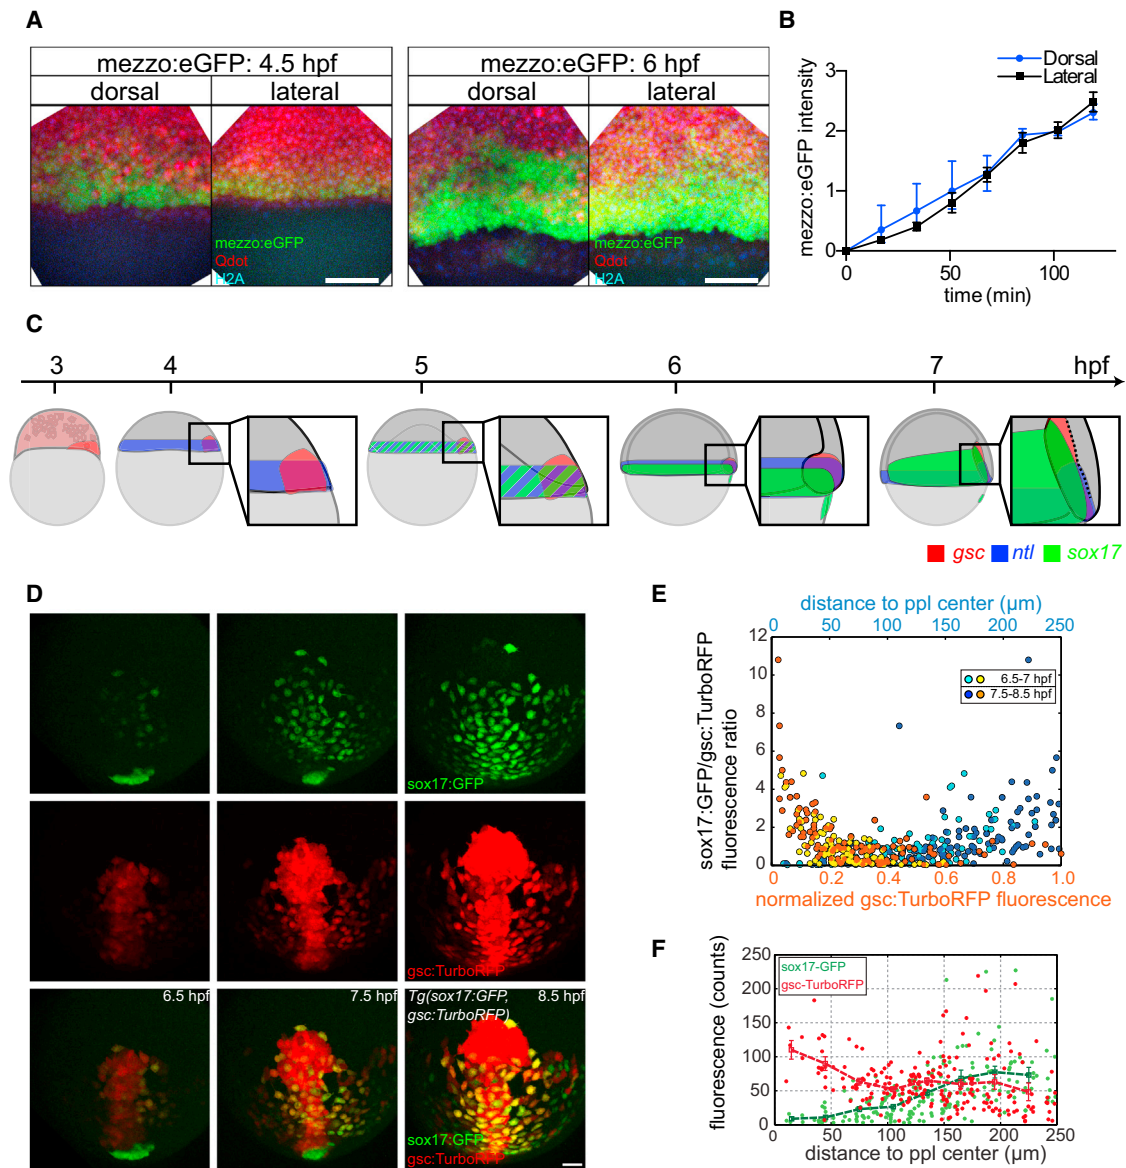 A
mezzo:eGFP: 4.5 hpf
dorsal
lateral
mezzo:eGFP
Qdot
H2A
mezzo:eGFP: 6 hpf
dorsal
lateral
mezzo:eGFP
Qdot
H2A
B
Dorsal
Lateral
mezzo:eGFP intensity
3
2
1
0
0
50
100
time (min)
C
3
4
5
6
7
hpf
gsc
ntl
sox17
D
sox17:GFP
gsc:TurboRFP
6.5 hpf
7.5 hpf
Tg(sox17:GFP,
gsc:TurboRFP)
8.5 hpf
sox17:GFP
gsc:TurboRFP
E
distance to ppl center (µm)
0 50 100 150 200 250
sox17:GFP/gsc:TurboRFP
fluorescence ratio
12
10
8
6
4
2
0
6.5-7 hpf
7.5-8.5 hpf
0 0.2 0.4 0.6 0.8 1.0
normalized gsc:TurboRFP fluorescence
F
fluorescence (counts)
250
200
150
100
50
0
sox17-GFP
gsc-TurboRFP
0 50 100 150 200 250
distance to ppl center (µm)